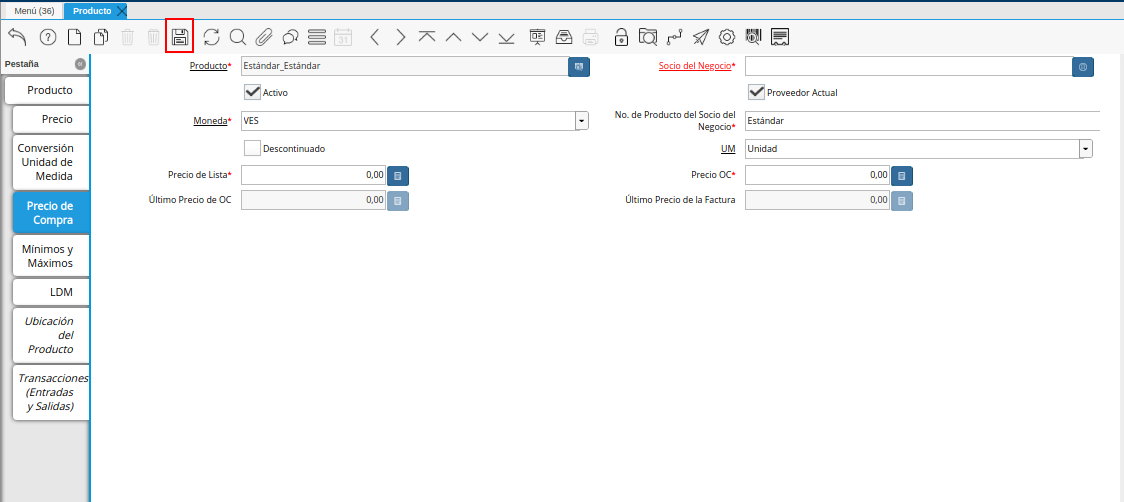 Menú (36)
Producto
31
Pestaña
Producto
Precio
Conversión
Unidad de
Medida
Precio de
Compra
Mínimos y
Máximos
LDM
Ubicación
del
Producto
Transacciones
(Entradas
y Salidas)
Producto* Estándar_Estándar Socio del Negocio*
Activo Proveedor Actual
Moneda* VES No. de Producto del Socio del
Negocio* Estándar
Descontinuado UM Unidad
Precio de Lista* 0,00 Precio OC* 0,00
Último Precio de OC 0,00 Último Precio de la Factura 0,00